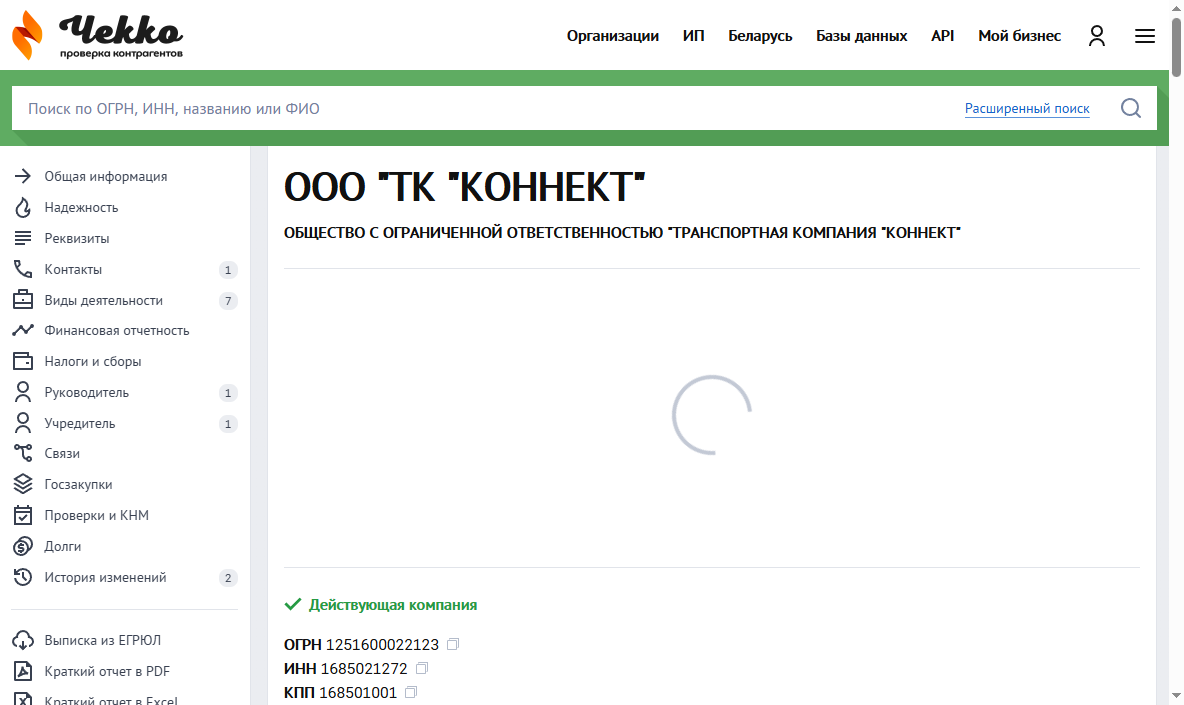 Чекко
проверка контрагентов
Организации ИП Беларусь Базы данных API Мой бизнес
Поиск по ОГРН, ИНН, названию или ФИО Расширенный поиск
Общая информация
Надежность
Реквизиты
Контакты 1
Виды деятельности 7
Финансовая отчетность
Налоги и сборы
Руководитель 1
Учредитель 1
Связи
Госзакупки
Проверки и КНМ
Долги
История изменений 2
Выписка из ЕГРЮЛ
Краткий отчет в PDF
Краткий отчет в Excel
ООО "ТК "КОННЕКТ"
ОБЩЕСТВО С ОГРАНИЧЕННОЙ ОТВЕТСТВЕННОСТЬЮ "ТРАНСПОРТНАЯ КОМПАНИЯ "КОННЕКТ"
Действующая компания
ОГРН 1251600022123
ИНН 1685021272
КПП 168501001